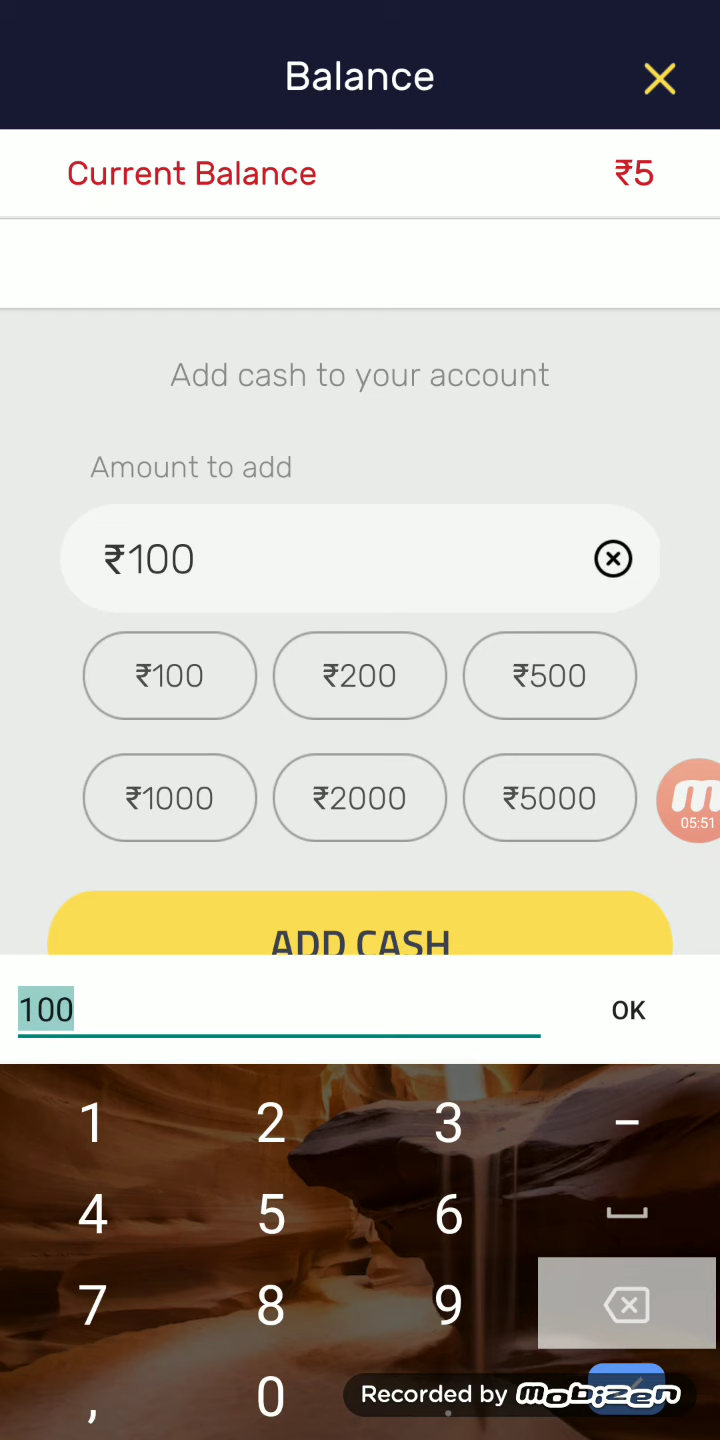 Balance
Current Balance ₹5
Add cash to your account
Amount to add
₹100
₹100 ₹200 ₹500
₹1000 ₹2000 ₹5000
05:51
ADD CASH
100 OK
1 2 3 -
4 5 6
7 8 9
, 0 .
Recorded by mobizen